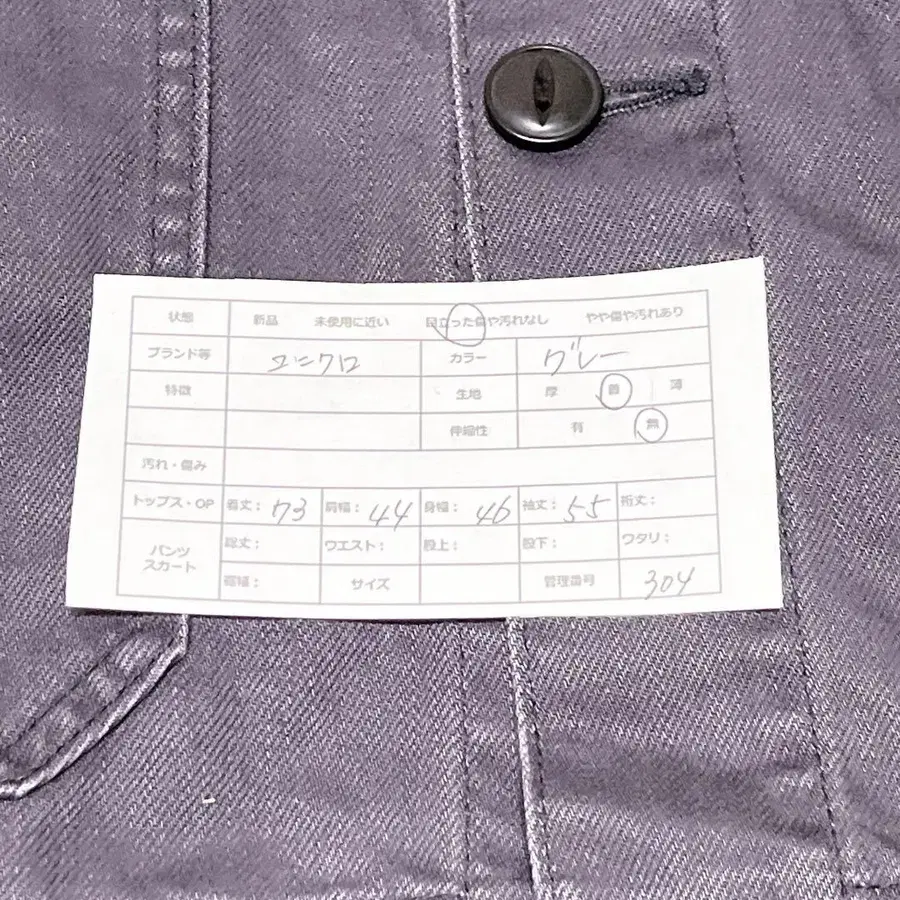 状態 新品 未使用に近い 目立った傷や汚れなし やや傷や汚れあり
ブランド等 ユニクロ カラー グレー
特徴 生地 厚 普 薄
伸縮性 有 無
汚れ・傷み
トップス・OP 着丈: 73 肩幅: 44 身幅: 46 袖丈: 55 裄丈:
パンツ スカート 総丈: ウエスト: 股上: 股下: ワタリ:
裾幅: サイズ 管理番号 304